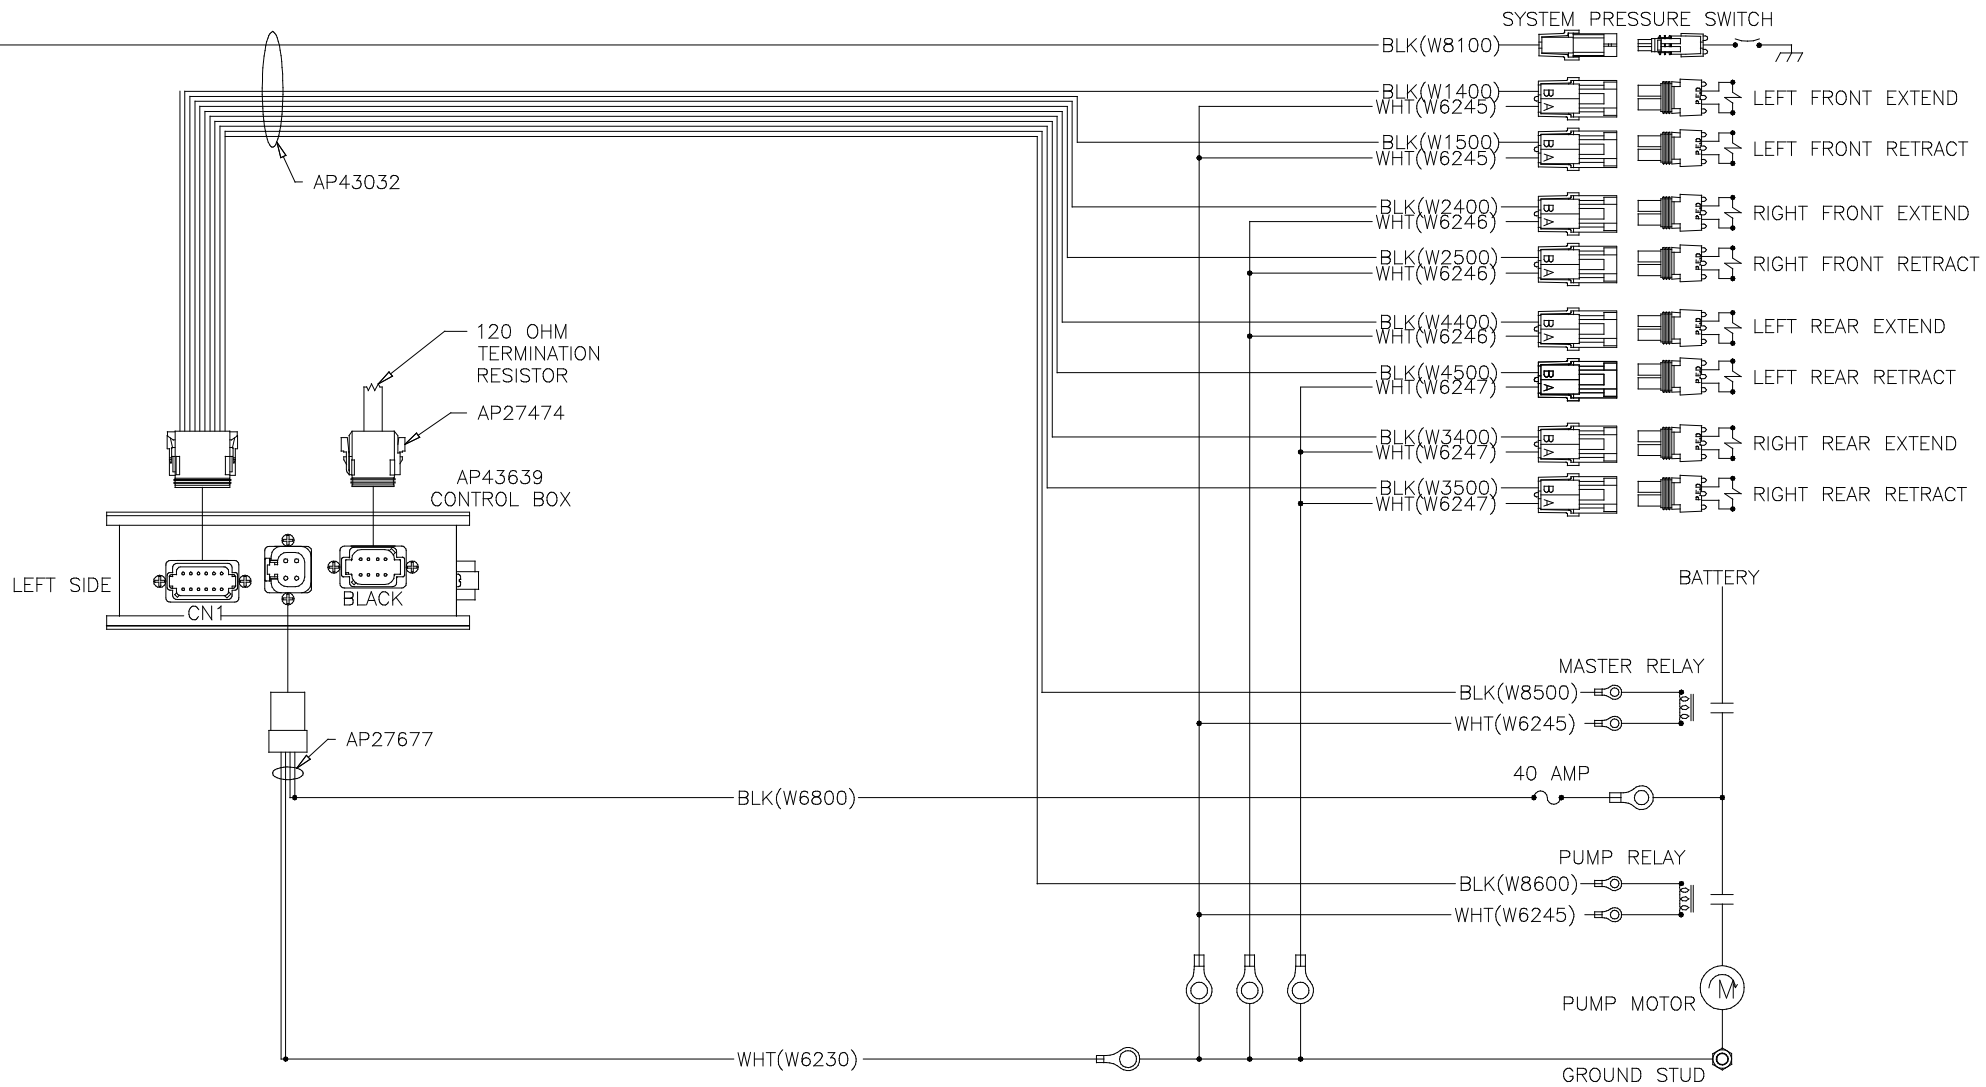 SYSTEM PRESSURE SWITCH
BLK(W8100)
BLK(W1400)
WHT(W6245)
B
A
LEFT FRONT EXTEND
BLK(W1500)
WHT(W6245)
B
A
LEFT FRONT RETRACT
AP43032
BLK(W2400)
WHT(W6246)
B
A
RIGHT FRONT EXTEND
BLK(W2500)
WHT(W6246)
B
A
RIGHT FRONT RETRACT
BLK(W4400)
WHT(W6246)
B
A
LEFT REAR EXTEND
120 OHM
TERMINATION
RESISTOR
BLK(W4500)
WHT(W6247)
B
A
LEFT REAR RETRACT
AP27474
BLK(W3400)
WHT(W6247)
B
A
RIGHT REAR EXTEND
AP43639
CONTROL BOX
BLK(W3500)
WHT(W6247)
B
A
RIGHT REAR RETRACT
LEFT SIDE
CN1
BLACK
BATTERY
MASTER RELAY
BLK(W8500)
WHT(W6245)
AP27677
40 AMP
BLK(W6800)
PUMP RELAY
BLK(W8600)
WHT(W6245)
M
PUMP MOTOR
WHT(W6230)
GROUND STUD